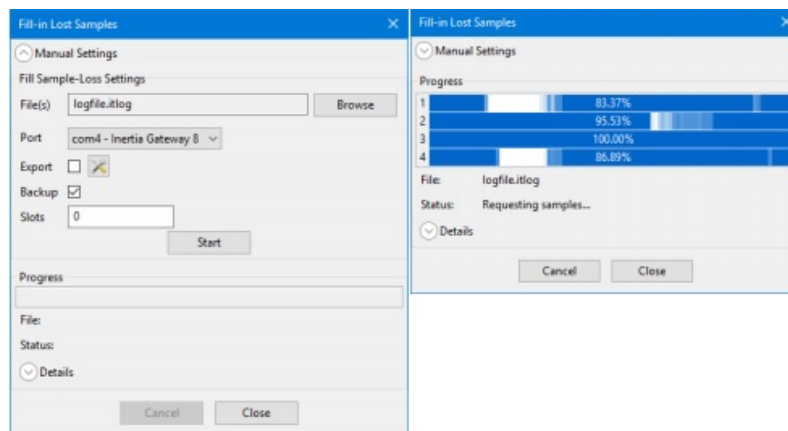 Fill-in Lost Samples
Manual Settings
Fill Sample-Loss Settings
File(s) logfile.itlog Browse
Port com4 - Inertia Gateway 8
Export
Backup
Slots 0
Start
Progress
File:
Status:
Details
Cancel Close
Fill-in Lost Samples
Manual Settings
Progress
1 83.37%
2 95.53%
3 100.00%
4 86.89%
File: logfile.itlog
Status: Requesting samples...
Details
Cancel Close